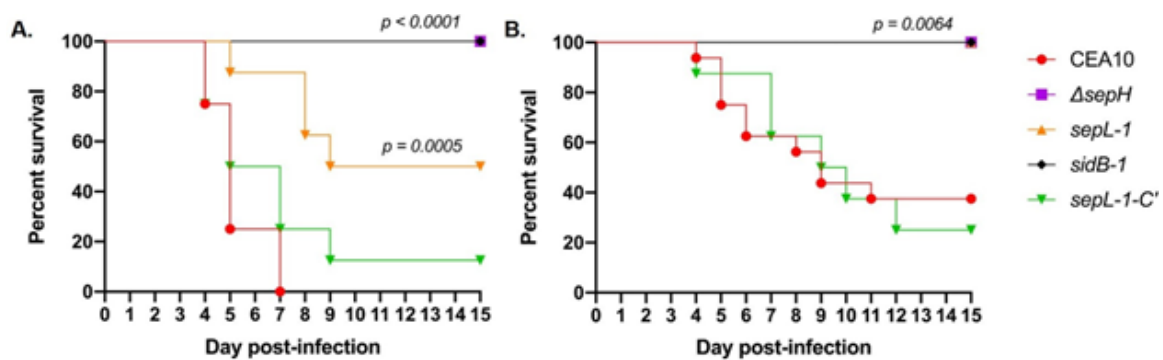 A.
p < 0.0001
100
80
60
40
20
0
Percent survival
p = 0.0005
0 1 2 3 4 5 6 7 8 9 10 11 12 13 14 15
Day post-infection
B.
p = 0.0064
100
80
60
40
20
0
Percent survival
0 1 2 3 4 5 6 7 8 9 10 11 12 13 14 15
Day post-infection
CEA10
ΔsepH
sepL-1
sidB-1
sepL-1-C'